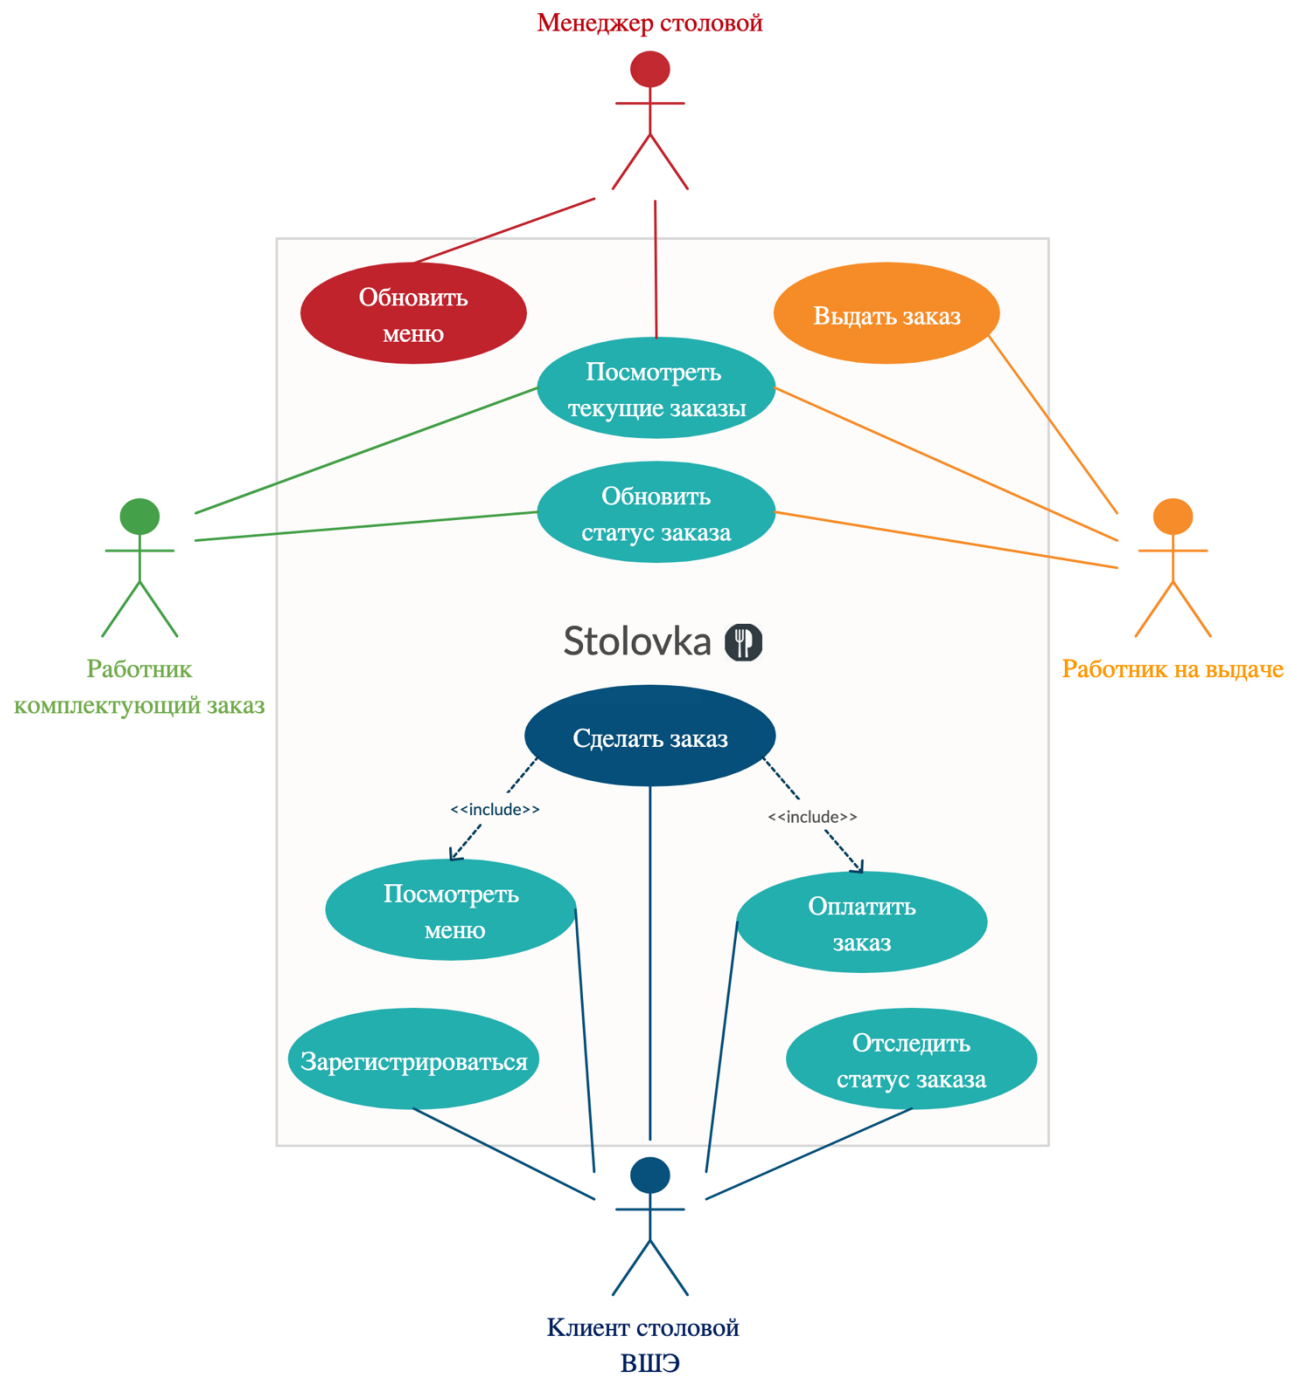 Менеджер столовой
Обновить
меню
Выдать заказ
Посмотреть
текущие заказы
Обновить
статус заказа
Работник
комплектующий заказ
Stolovka
Работник на выдаче
Сделать заказ
<<include>>
<<include>>
Посмотреть
меню
Оплатить
заказ
Зарегистрироваться
Отследить
статус заказа
Клиент столовой
ВШЭ